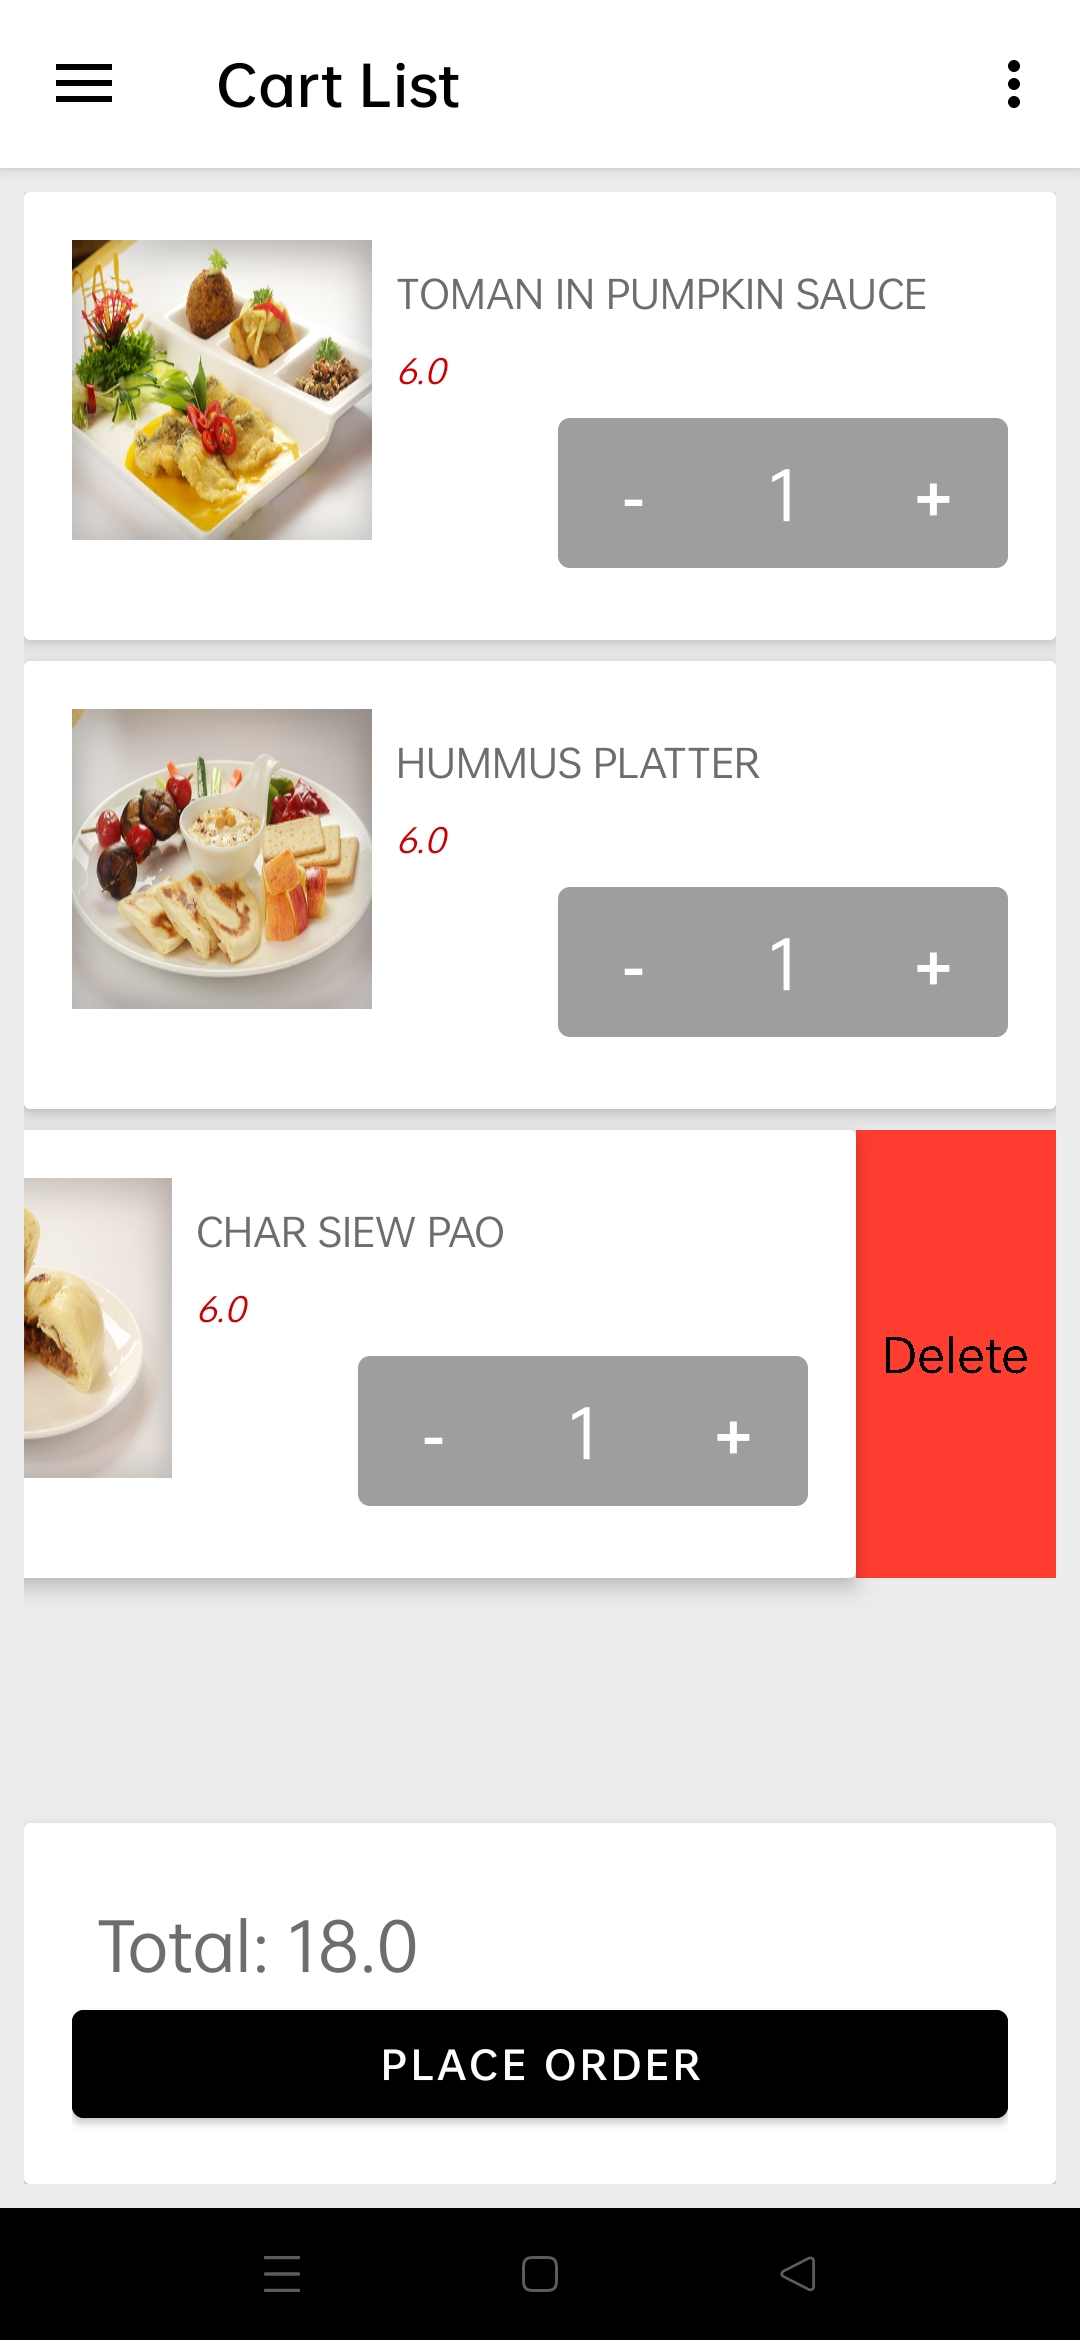 Cart List
TOMAN IN PUMPKIN SAUCE
6.0
- 1 +
HUMMUS PLATTER
6.0
- 1 +
CHAR SIEW PAO
6.0
- 1 +
Delete
Total: 18.0
PLACE ORDER